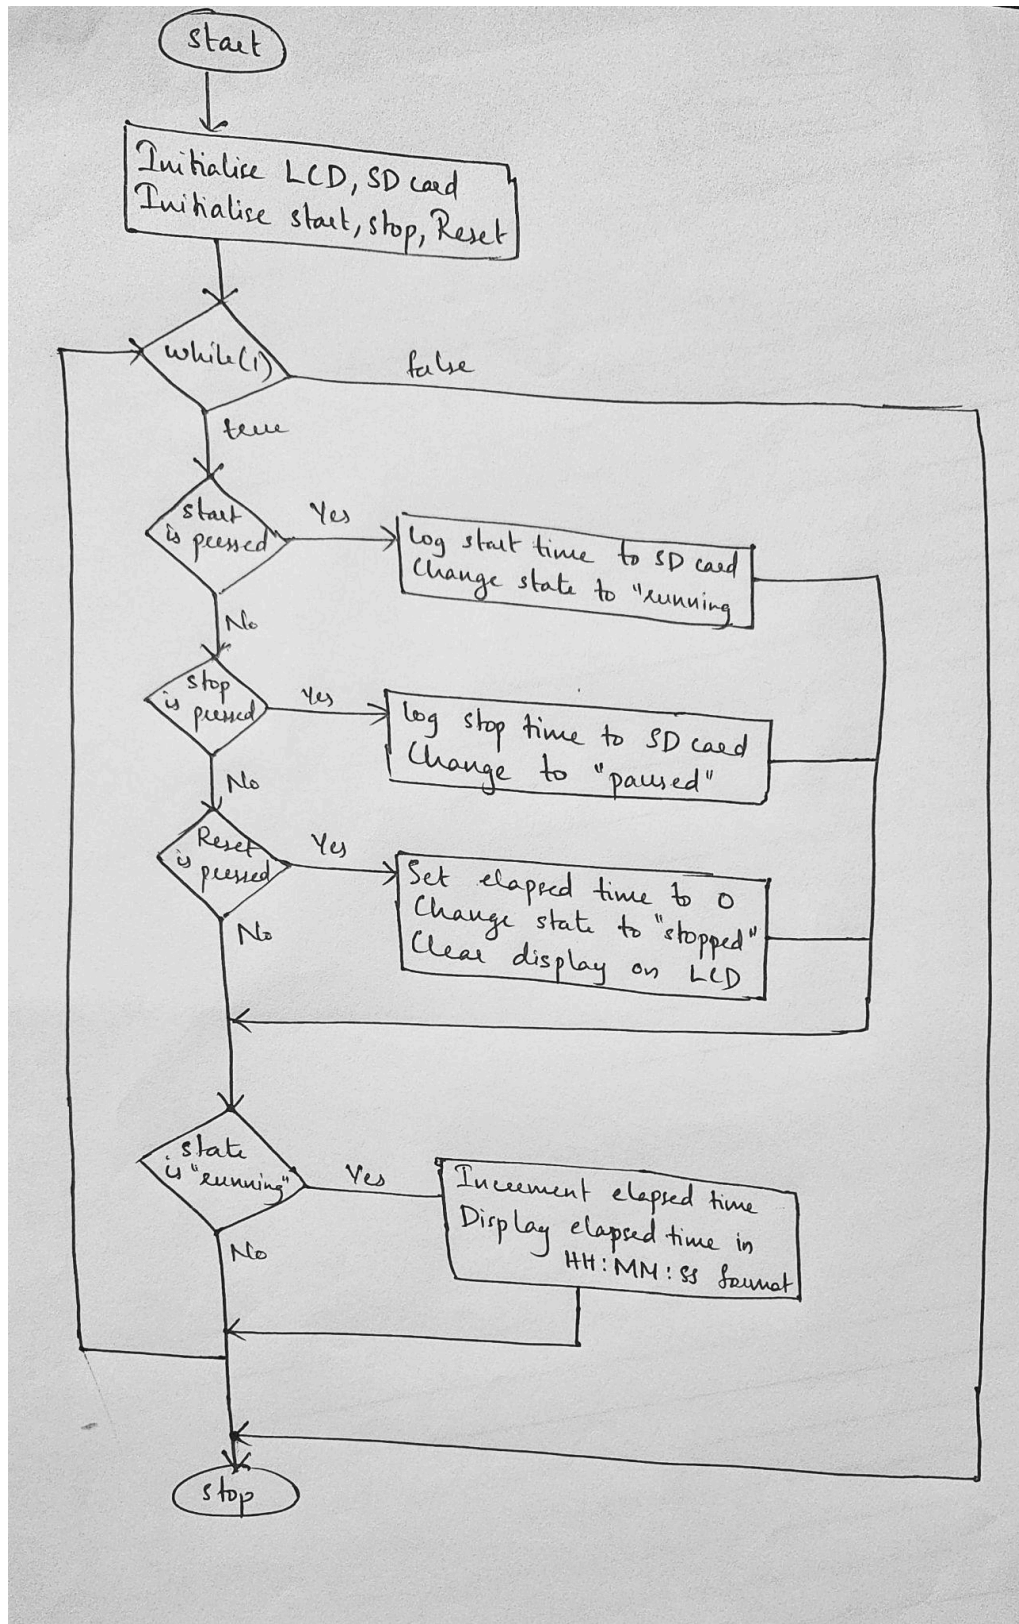 Start
Initialise LCD, SD card
Initialise start, stop, Reset
while(1)
false
true
start
is pressed
Yes
Log start time to SD card
Change state to "running
No
stop
is pressed
Yes
Log stop time to SD card
Change to "paused"
No
Reset
is pressed
Yes
Set elapsed time to 0
Change state to "stopped"
Clear display on LCD
No
state
is "running"
Yes
Increment elapsed time
Display elapsed time in
HH:MM:SS format
No
stop